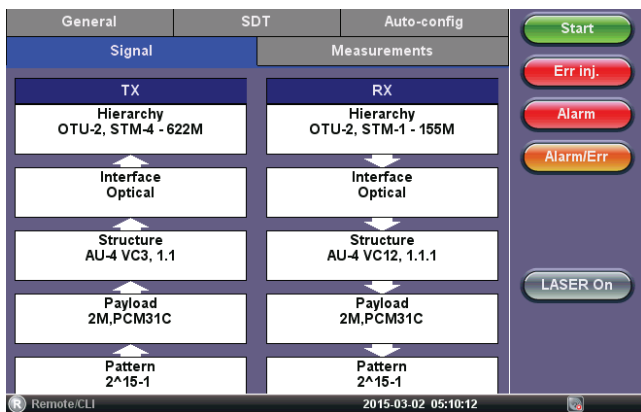 General
SDT
Auto-config
Start
Signal
Measurements
Err inj.
TX
RX
Alarm
Hierarchy
OTU-2, STM-4 - 622M
Hierarchy
OTU-2, STM-1 - 155M
Alarm/Err
Interface
Optical
Interface
Optical
Structure
AU-4 VC3, 1.1
Structure
AU-4 VC12, 1.1.1
LASER On
Payload
2M,PCM31C
Payload
2M,PCM31C
Pattern
2^15-1
Pattern
2^15-1
R Remote/CLI
2015-03-02 05:10:12